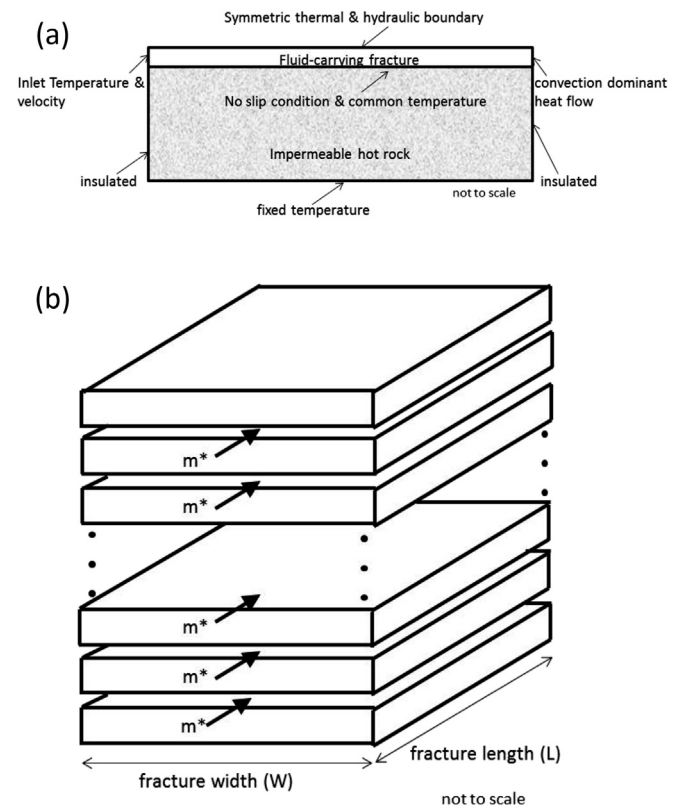 (a)
Symmetric thermal & hydraulic boundary
Fluid-carrying fracture
Inlet Temperature &
velocity
convection dominant
heat flow
No slip condition & common temperature
Impermeable hot rock
insulated
insulated
not to scale
fixed temperature
(b)
m*
m*
m*
m*
m*
fracture width (W)
fracture length (L)
not to scale